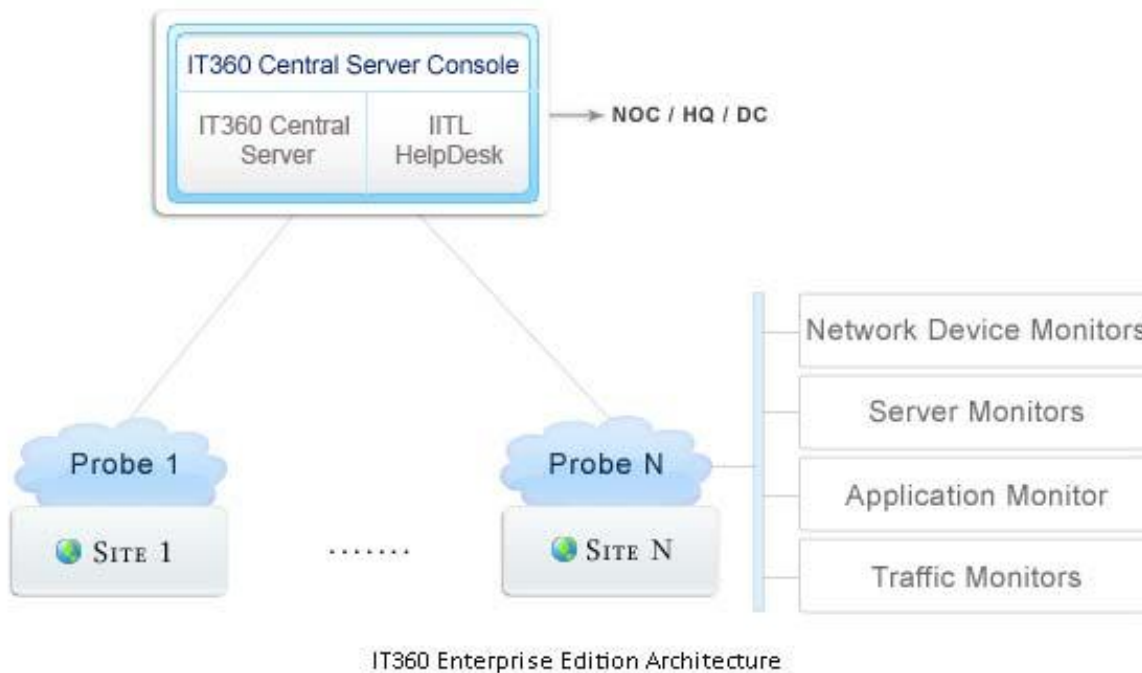 IT360 Central Server Console
IT360 Central
Server
IITL
HelpDesk
NOC / HQ / DC
Network Device Monitors
Server Monitors
Application Monitor
Traffic Monitors
Probe 1
SITE 1
.......
Probe N
SITE N
IT360 Enterprise Edition Architecture